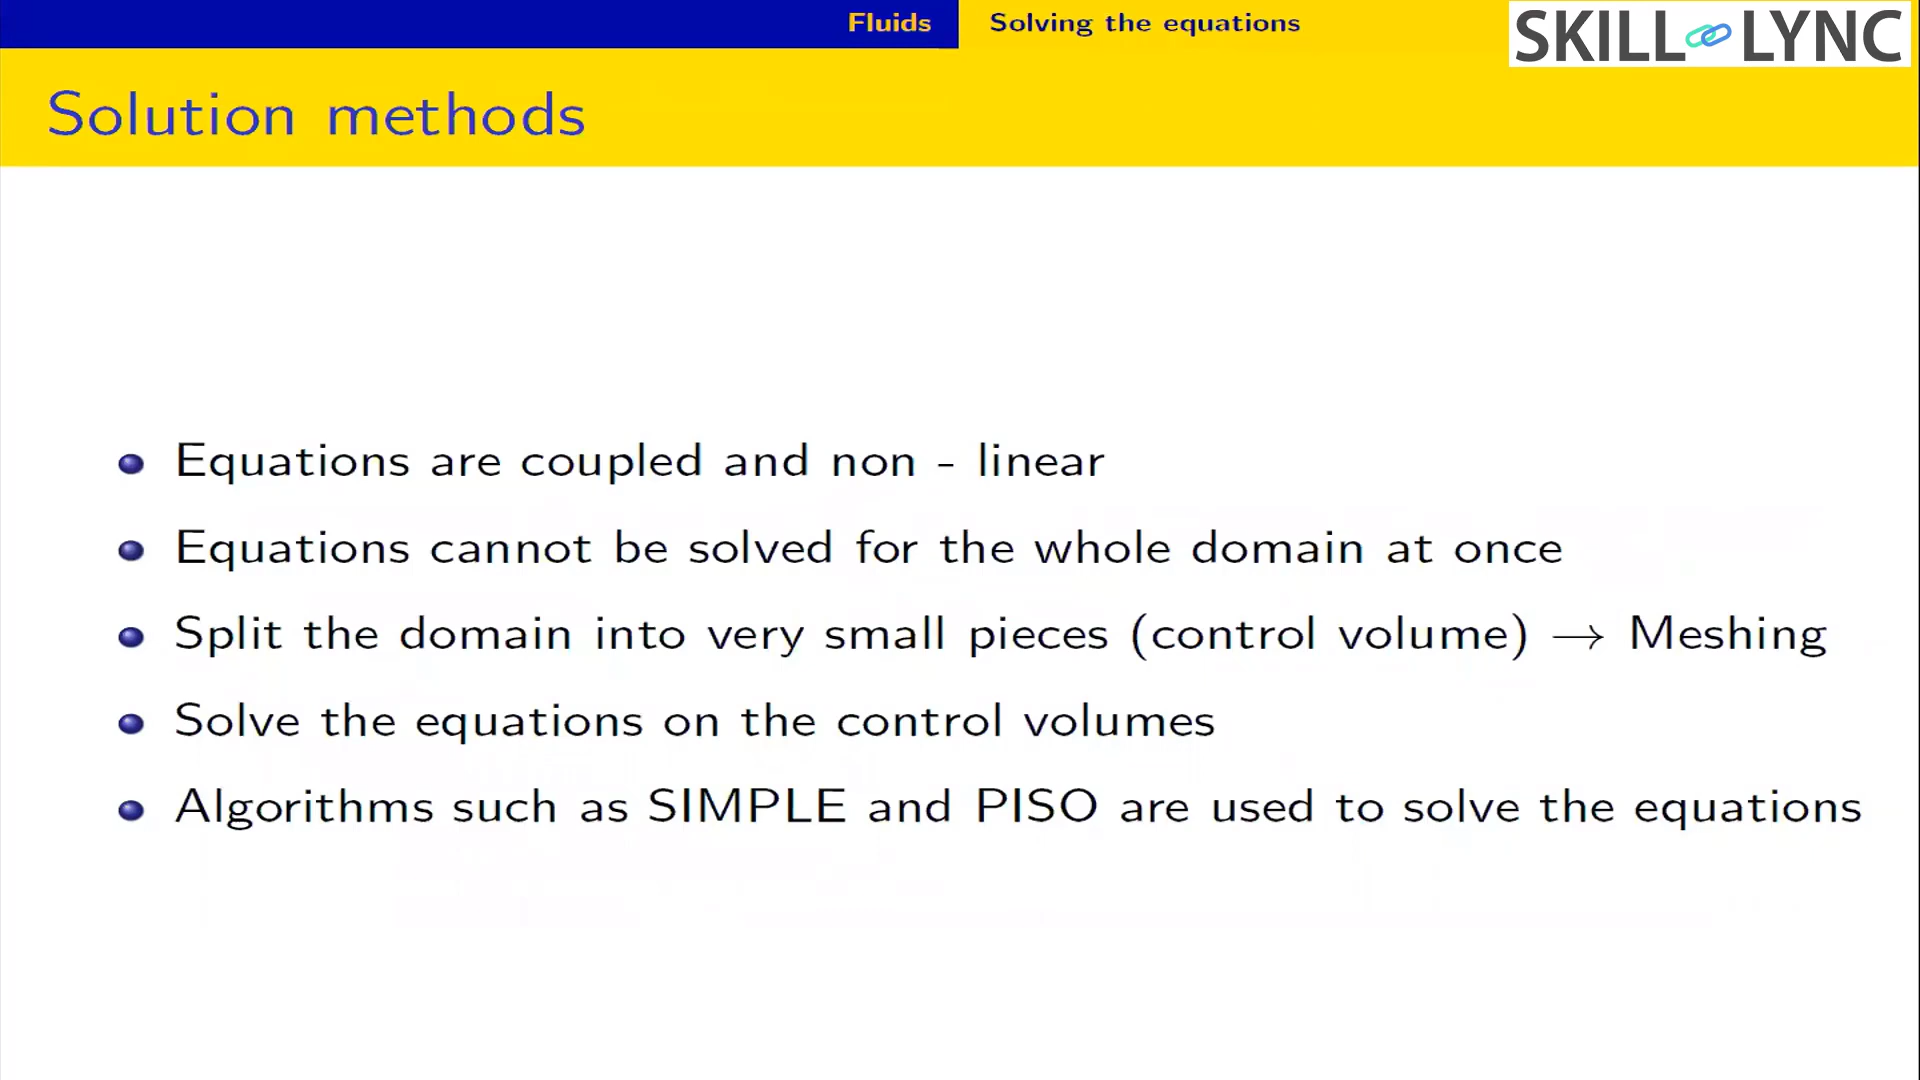 Fluids
Solving the equations
SKILL LYNC
Solution methods
Equations are coupled and non - linear
Equations cannot be solved for the whole domain at once
Split the domain into very small pieces (control volume) → Meshing
Solve the equations on the control volumes
Algorithms such as SIMPLE and PISO are used to solve the equations